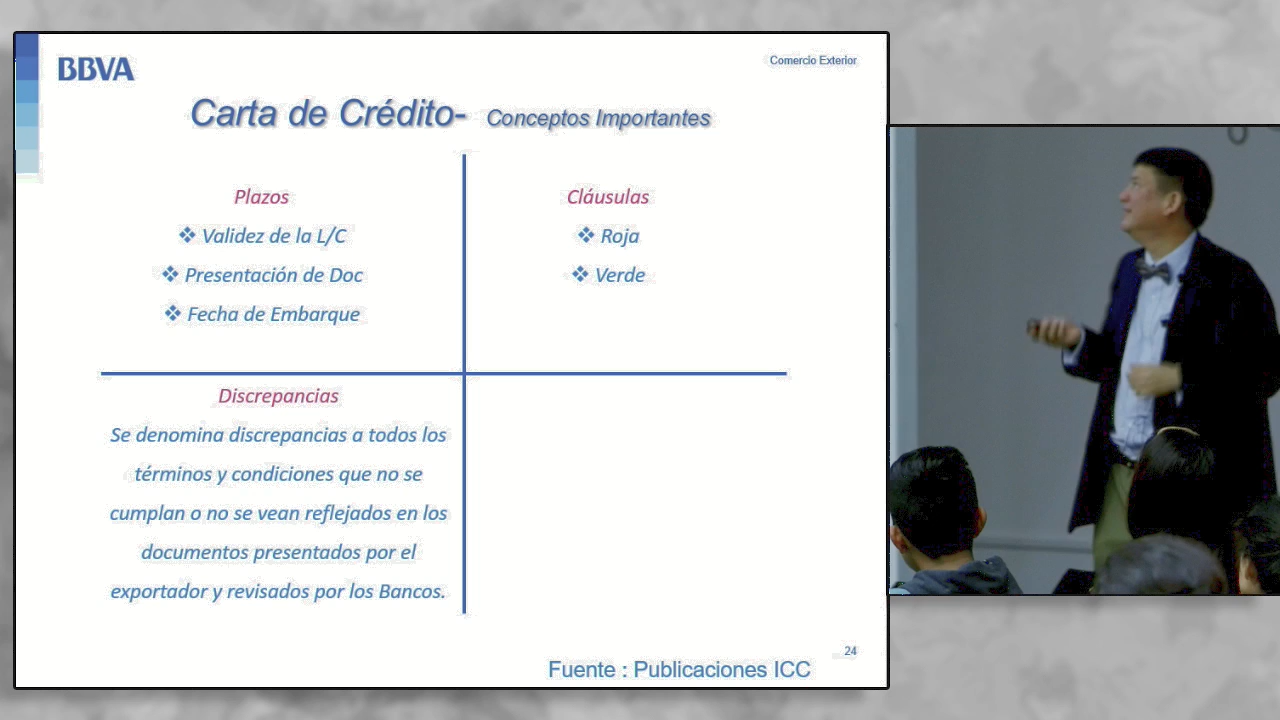 BBVA
Comercio Exterior
Carta de Crédito- Conceptos Importantes
Plazos
❖ Validez de la L/C
❖ Presentación de Doc
❖ Fecha de Embarque
Cláusulas
❖ Roja
❖ Verde
Discrepancias
Se denomina discrepancias a todos los
términos y condiciones que no se
cumplan o no se vean reflejados en los
documentos presentados por el
exportador y revisados por los Bancos.
24
Fuente : Publicaciones ICC